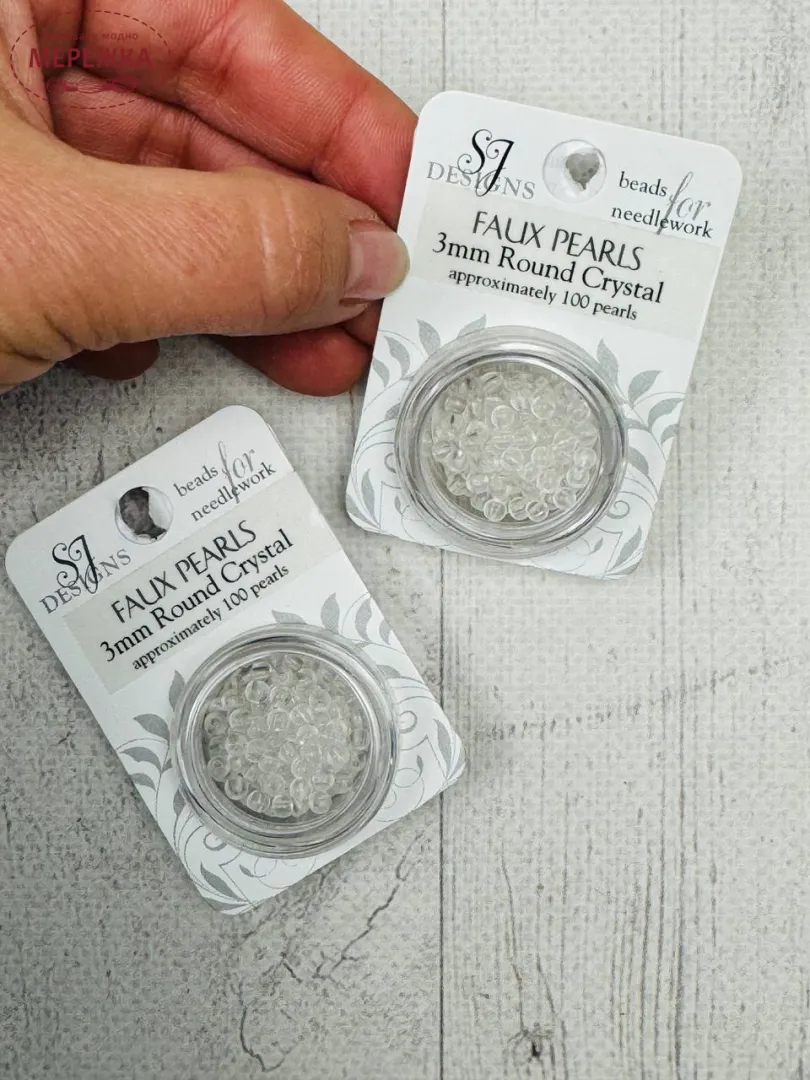 МОДНО
МЕРЕЖКА
SJ
DESIGNS
beads for
needlework
FAUX PEARLS
3mm Round Crystal
approximately 100 pearls
SJ
DESIGNS
beads for
needlework
FAUX PEARLS
3mm Round Crystal
approximately 100 pearls